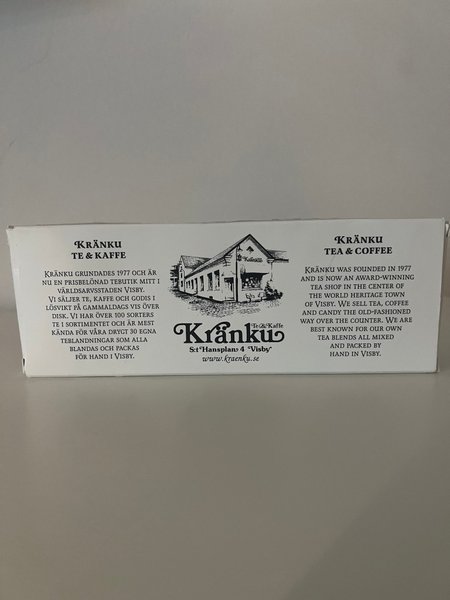 KRÄNKU
TE & KAFFE
KRÄNKU GRUNDADES 1977 OCH ÄR
NU EN PRISBELÖNAD TEBUTIK MITT I
VÄRLDSARVSSTADEN VISBY.
VI SÄLJER TE, KAFFE OCH GODIS I
LÖSVIKT PÅ GAMMALDAGS VIS ÖVER
DISK. VI HAR ÖVER 100 SORTERS
TE I SORTIMENTET OCH ÄR MEST
KÄNDA FÖR VÅRA DRYGT 30 EGNA
TEBLANDNINGAR SOM ALLA
BLANDAS OCH PACKAS
FÖR HAND I VISBY.
Te & Kaffe
Kränku
S:t Hansplan 4 Visby
www.kraenku.se
KRÄNKU
TEA & COFFEE
KRÄNKU WAS FOUNDED IN 1977
AND IS NOW AN AWARD-WINNING
TEA SHOP IN THE CENTER OF
THE WORLD HERITAGE TOWN
OF VISBY. WE SELL TEA, COFFEE
AND CANDY THE OLD-FASHIONED
WAY OVER THE COUNTER. WE ARE
BEST KNOWN FOR OUR OWN
TEA BLENDS ALL MIXED
AND PACKED BY
HAND IN VISBY.